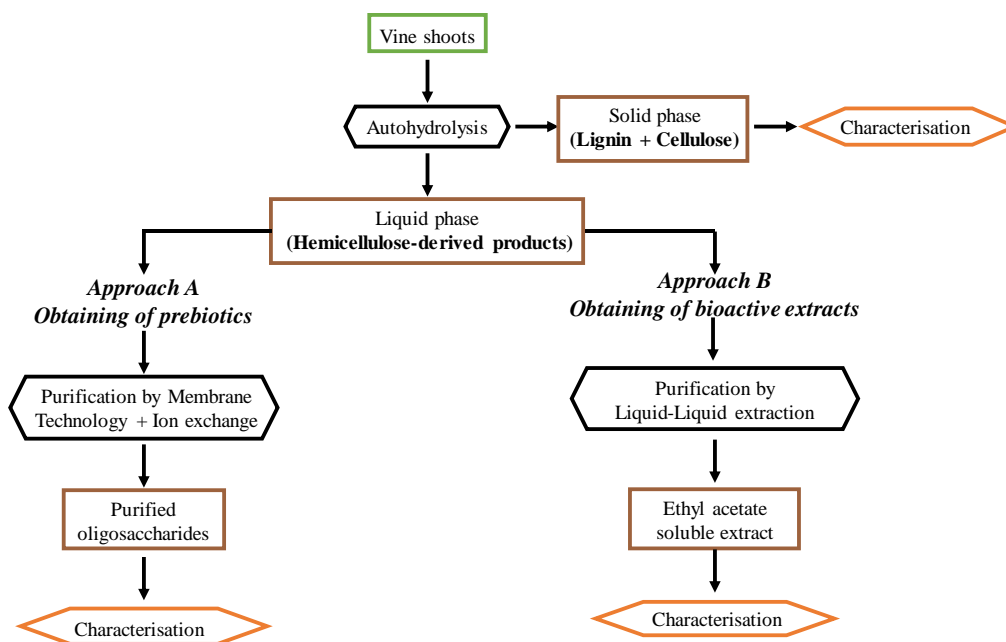 Vine shoots
Autohydrolysis
Solid phase
(Lignin + Cellulose)
Characterisation
Liquid phase
(Hemicellulose-derived products)
Approach A
Obtaining of prebiotics
Approach B
Obtaining of bioactive extracts
Purification by Membrane
Technology + Ion exchange
Purification by
Liquid-Liquid extraction
Purified
oligosaccharides
Ethyl acetate
soluble extract
Characterisation
Characterisation